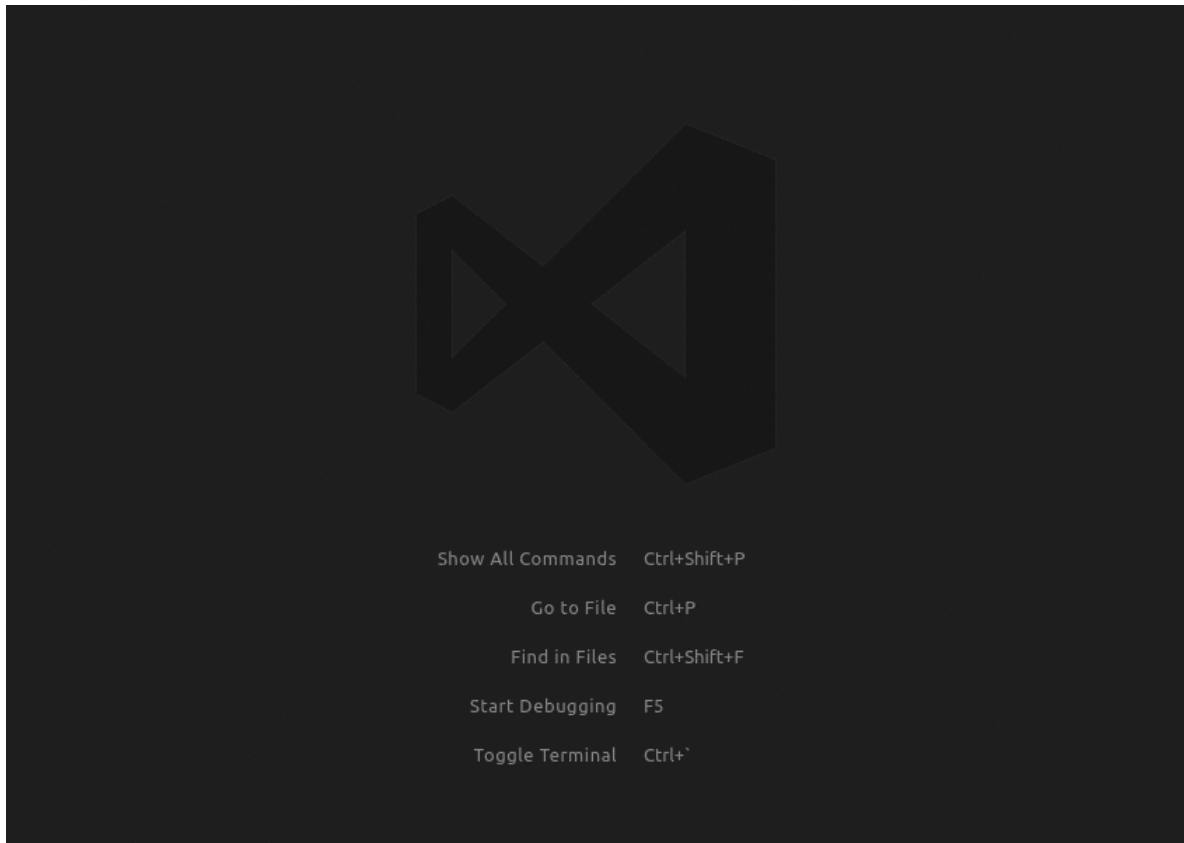 Show All Commands Ctrl+Shift+P
Go to File Ctrl+P
Find in Files Ctrl+Shift+F
Start Debugging F5
Toggle Terminal Ctrl+`